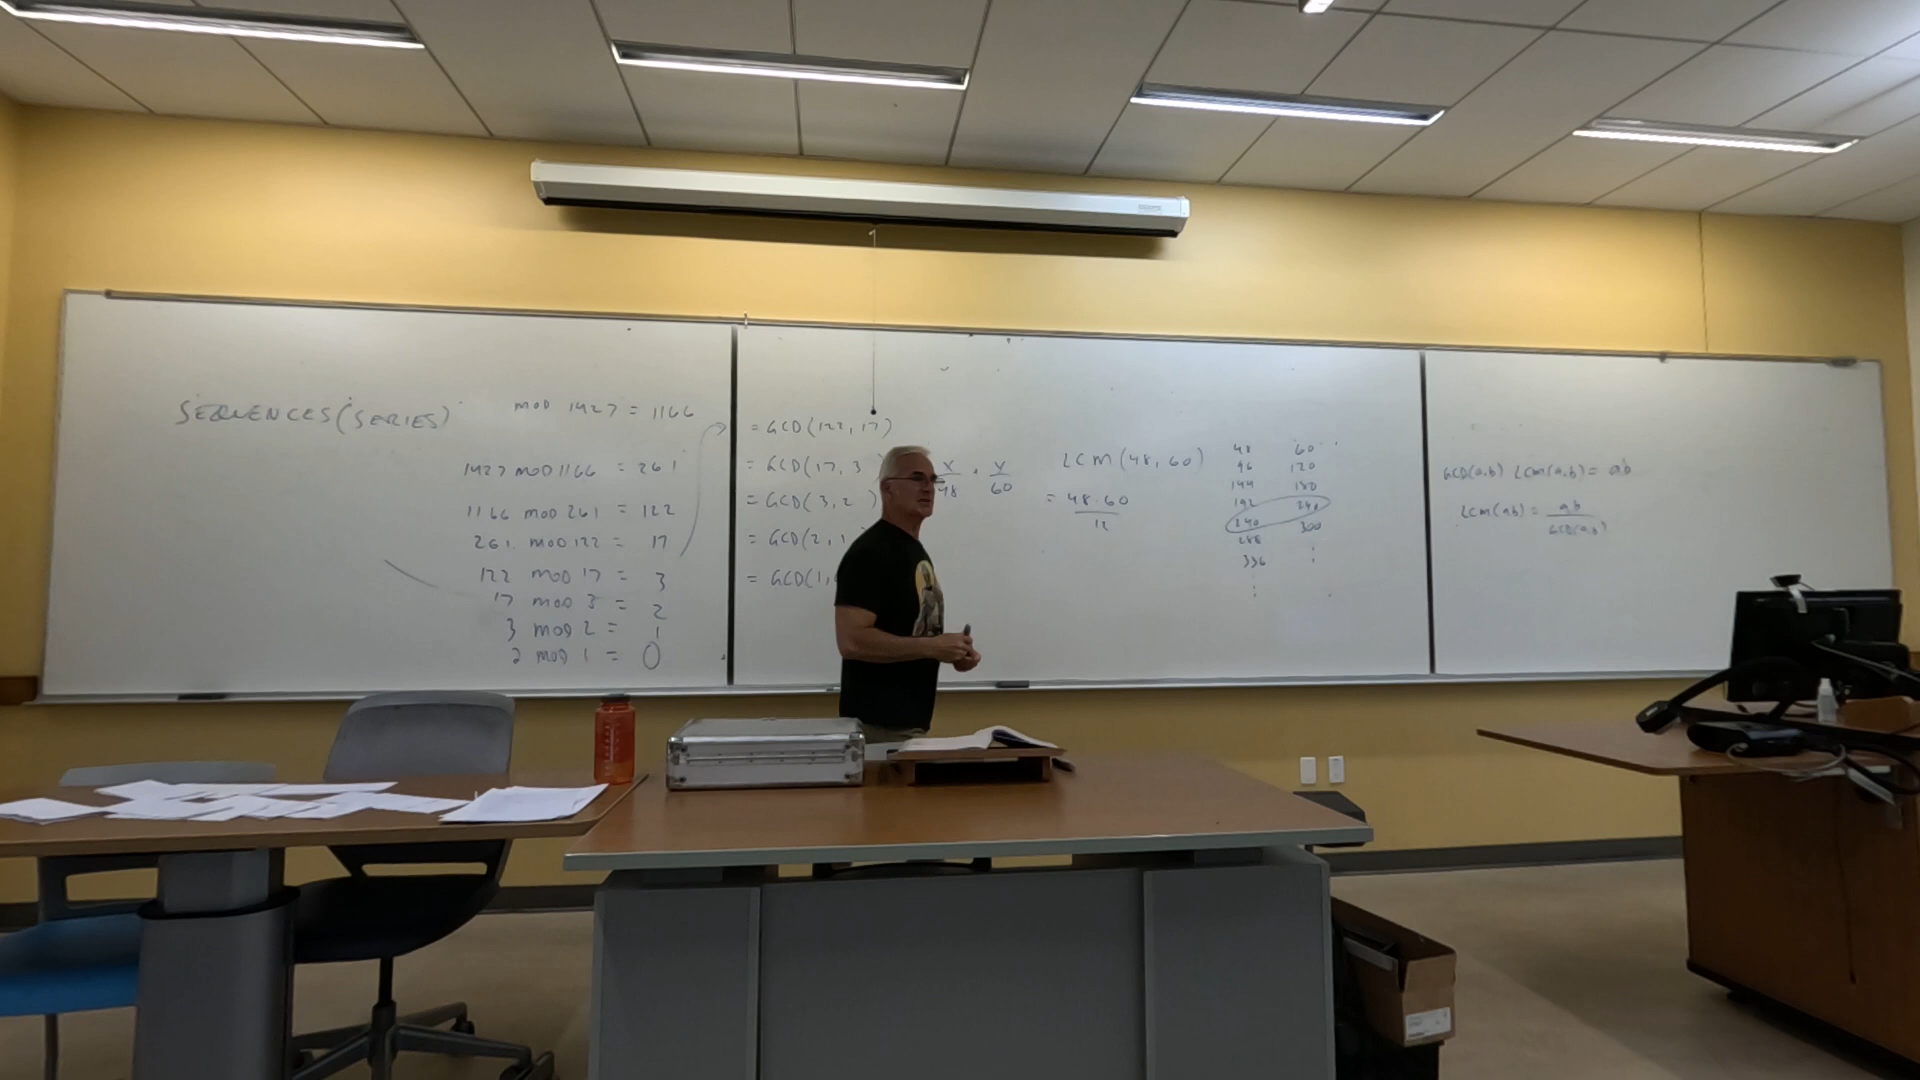 SEQUENCES (SERIES)
MOD 1427 = 1166
1427 MOD 1166 = 261
1166 MOD 261 = 122
261 MOD 122 = 17
122 MOD 17 = 3
17 MOD 3 = 2
3 MOD 2 = 1
2 MOD 1 = 0
= GCD(122, 17)
= GCD(17, 3
= GCD(3, 2
= GCD(2, 1
= GCD(1,
X/48 + Y/60
LCM(48, 60)
= 48·60/12
48 60
96 120
144 180
192 240
240 300
288
336
GCD(a,b) LCM(a,b) = ab
LCM(a,b) = ab/GCD(a,b)